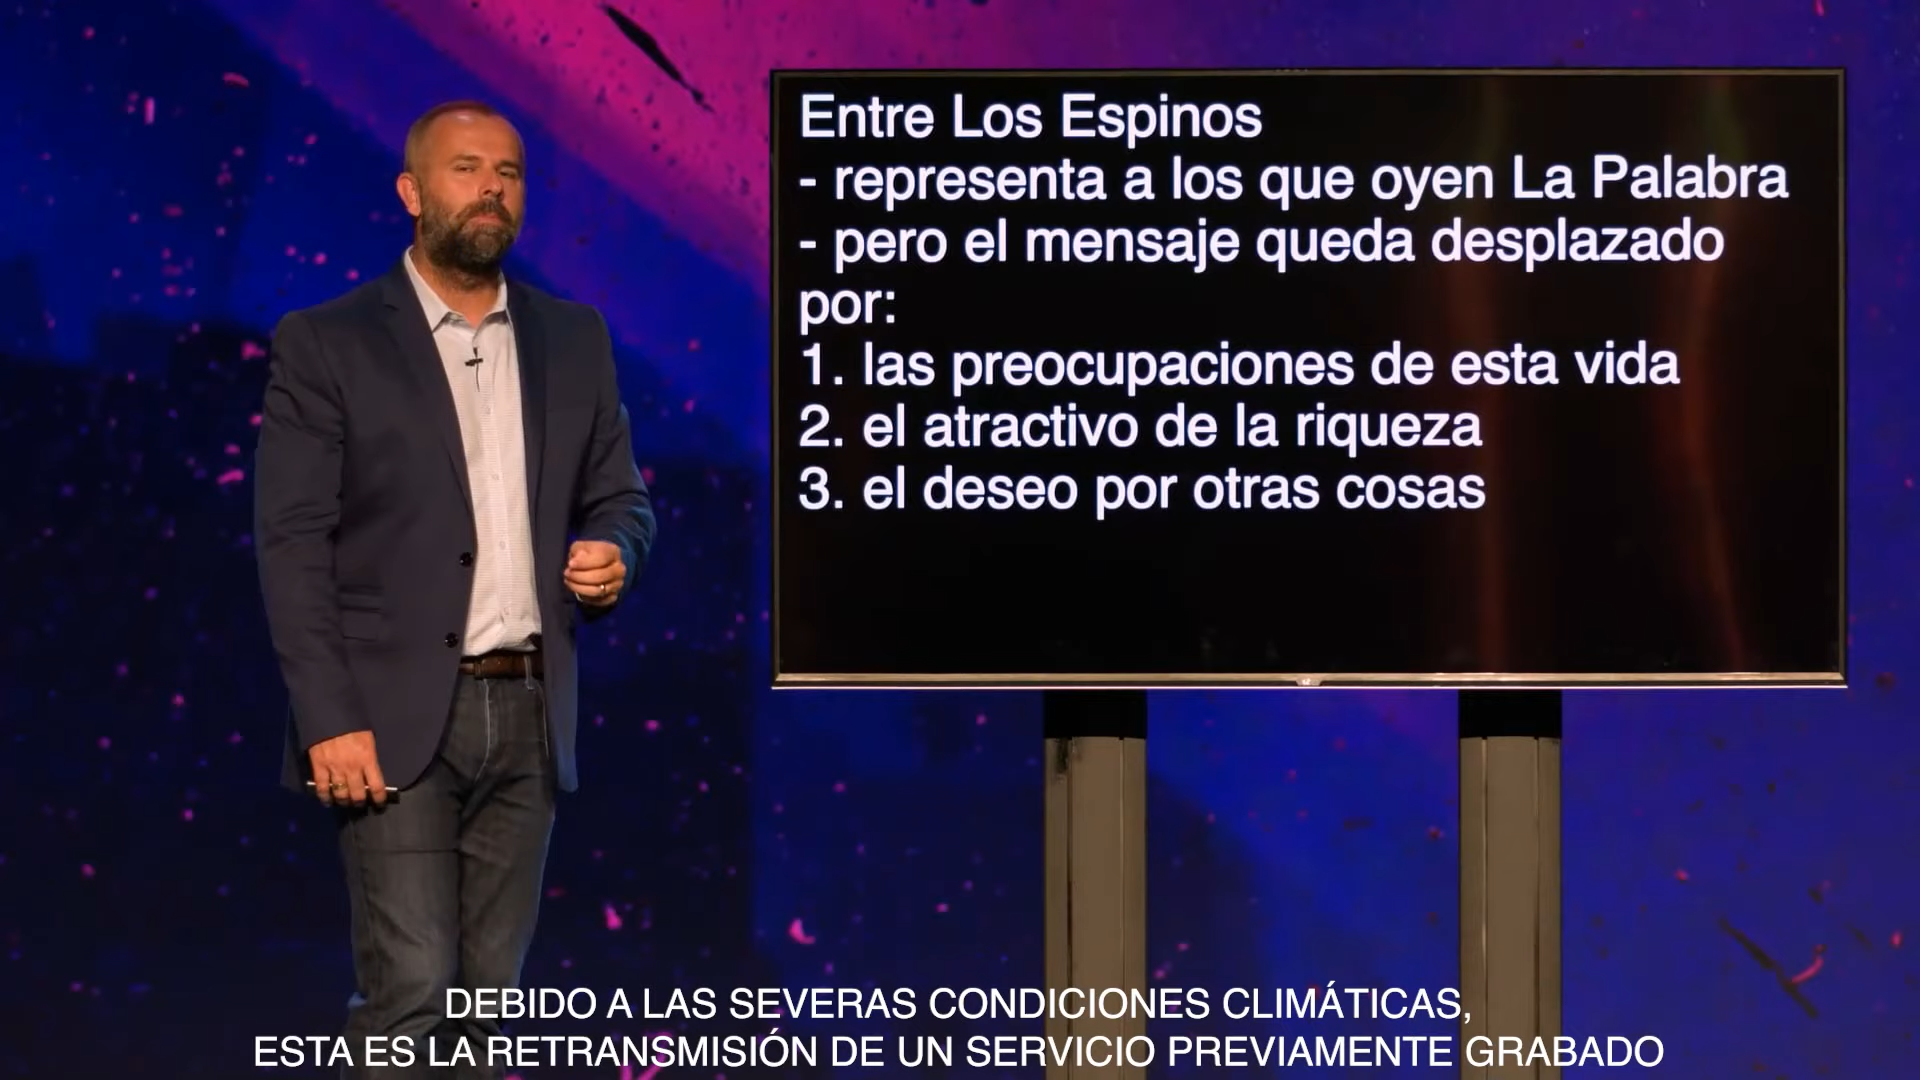 Entre Los Espinos
- representa a los que oyen La Palabra
- pero el mensaje queda desplazado
por:
1. las preocupaciones de esta vida
2. el atractivo de la riqueza
3. el deseo por otras cosas
DEBIDO A LAS SEVERAS CONDICIONES CLIMÁTICAS,
ESTA ES LA RETRANSMISIÓN DE UN SERVICIO PREVIAMENTE GRABADO